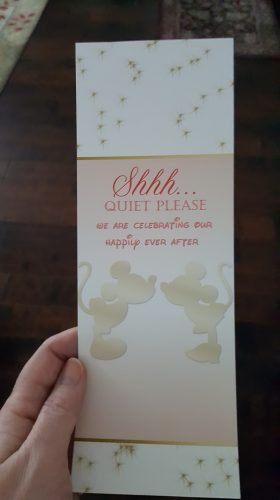 Shhh...
QUIET PLEASE
WE ARE CELEBRATING OUR
HAPPILY EVER AFTER